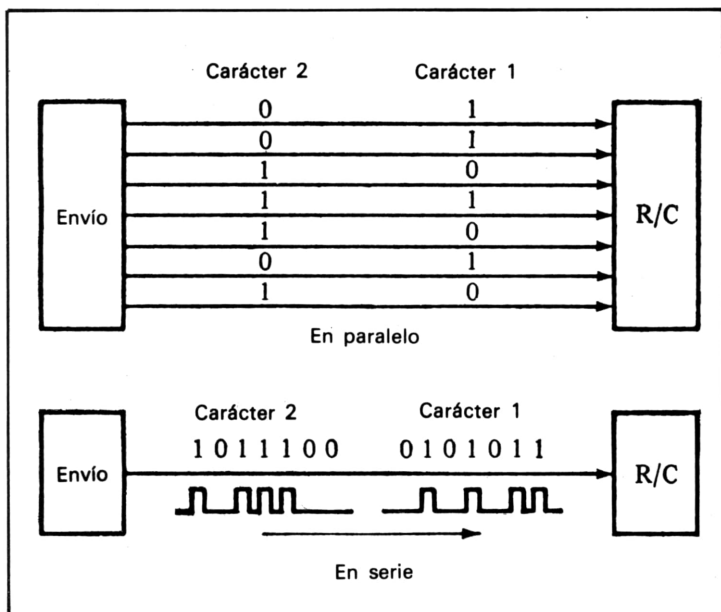 Carácter 2 Carácter 1
0 1
0 1
1 0
1 1
Envío R/C
1 0
0 1
1 0
En paralelo
Carácter 2 Carácter 1
1 0 1 1 1 0 0 0 1 0 1 0 1 1
Envío R/C
En serie